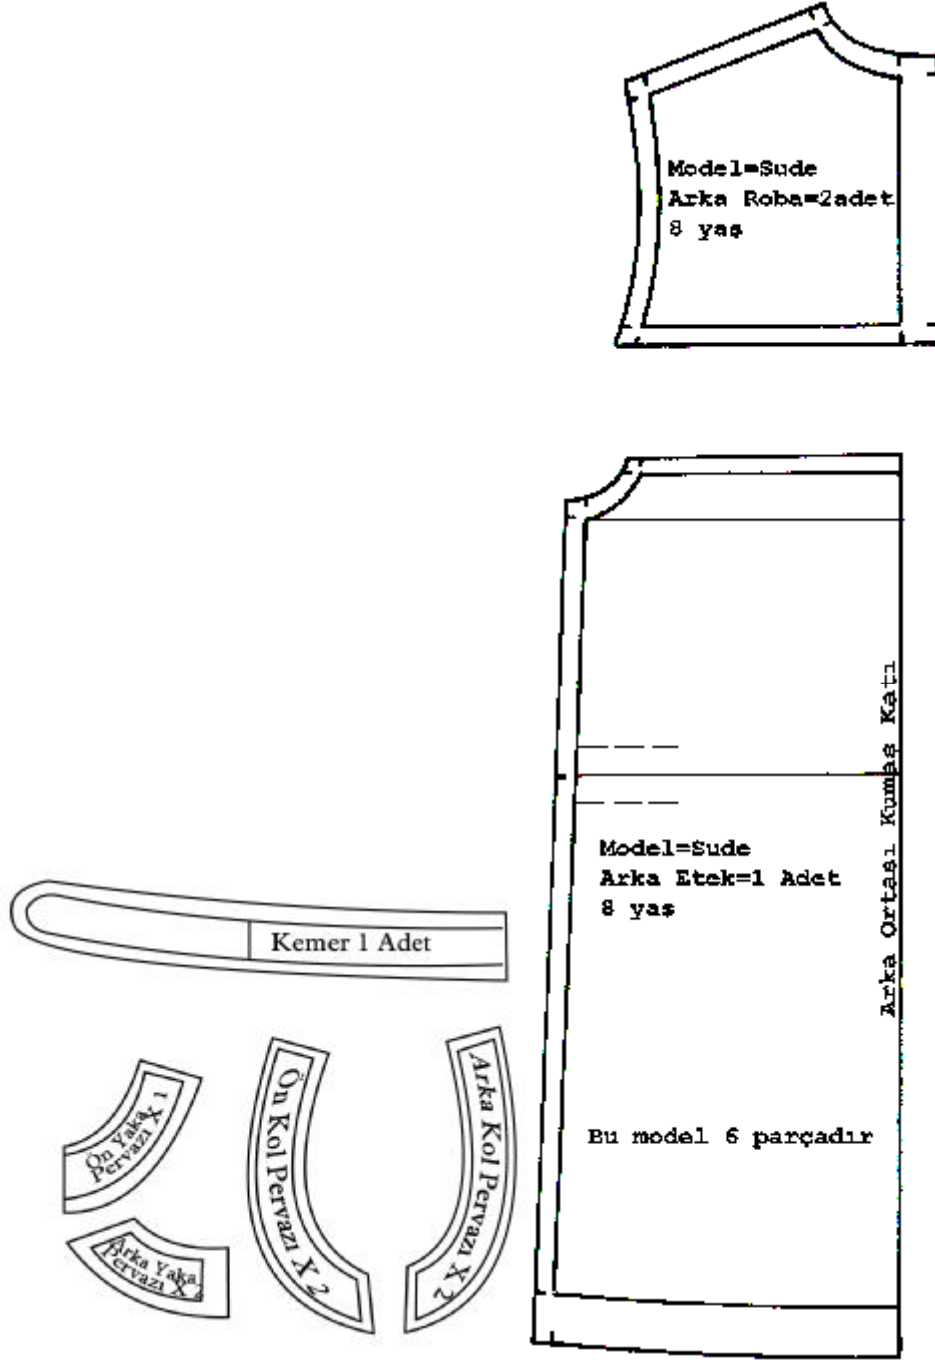 Model=Sude
Arka Roba=2adet
8 yaş
Arka Ortası Kumaş Katı
Model=Sude
Arka Etek=1 Adet
8 yaş
Bu model 6 parçadır
Kemer 1 Adet
Ön Yaka
Pervazı X 1
Ön Kol Pervazı X 2
Arka Kol Pervazı X 2
Arka Yaka
Pervazı X